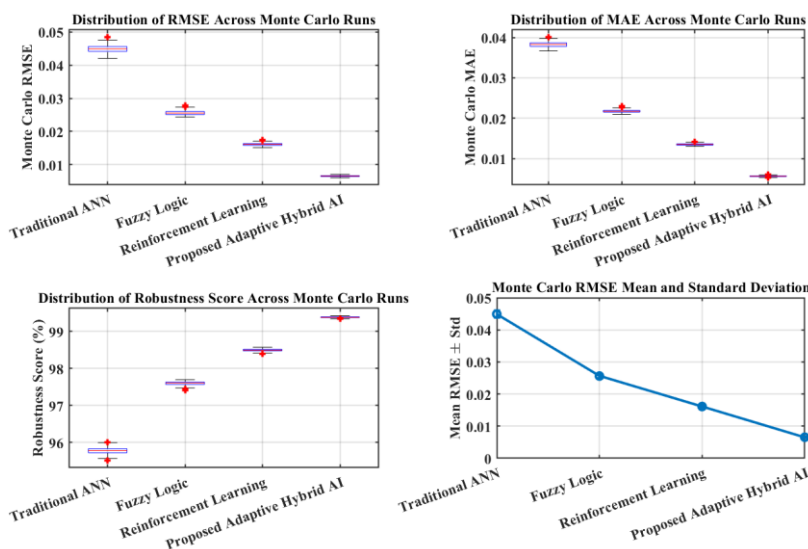 Distribution of RMSE Across Monte Carlo Runs
Monte Carlo RMSE
0.05
0.04
0.03
0.02
0.01
Traditional ANN
Fuzzy Logic
Reinforcement Learning
Proposed Adaptive Hybrid AI
Distribution of MAE Across Monte Carlo Runs
Monte Carlo MAE
0.04
0.03
0.02
0.01
Traditional ANN
Fuzzy Logic
Reinforcement Learning
Proposed Adaptive Hybrid AI
Distribution of Robustness Score Across Monte Carlo Runs
Robustness Score (%)
99
98
97
96
Traditional ANN
Fuzzy Logic
Reinforcement Learning
Proposed Adaptive Hybrid AI
Monte Carlo RMSE Mean and Standard Deviation
Mean RMSE ± Std
0.05
0.04
0.03
0.02
0.01
0
Traditional ANN
Fuzzy Logic
Reinforcement Learning
Proposed Adaptive Hybrid AI